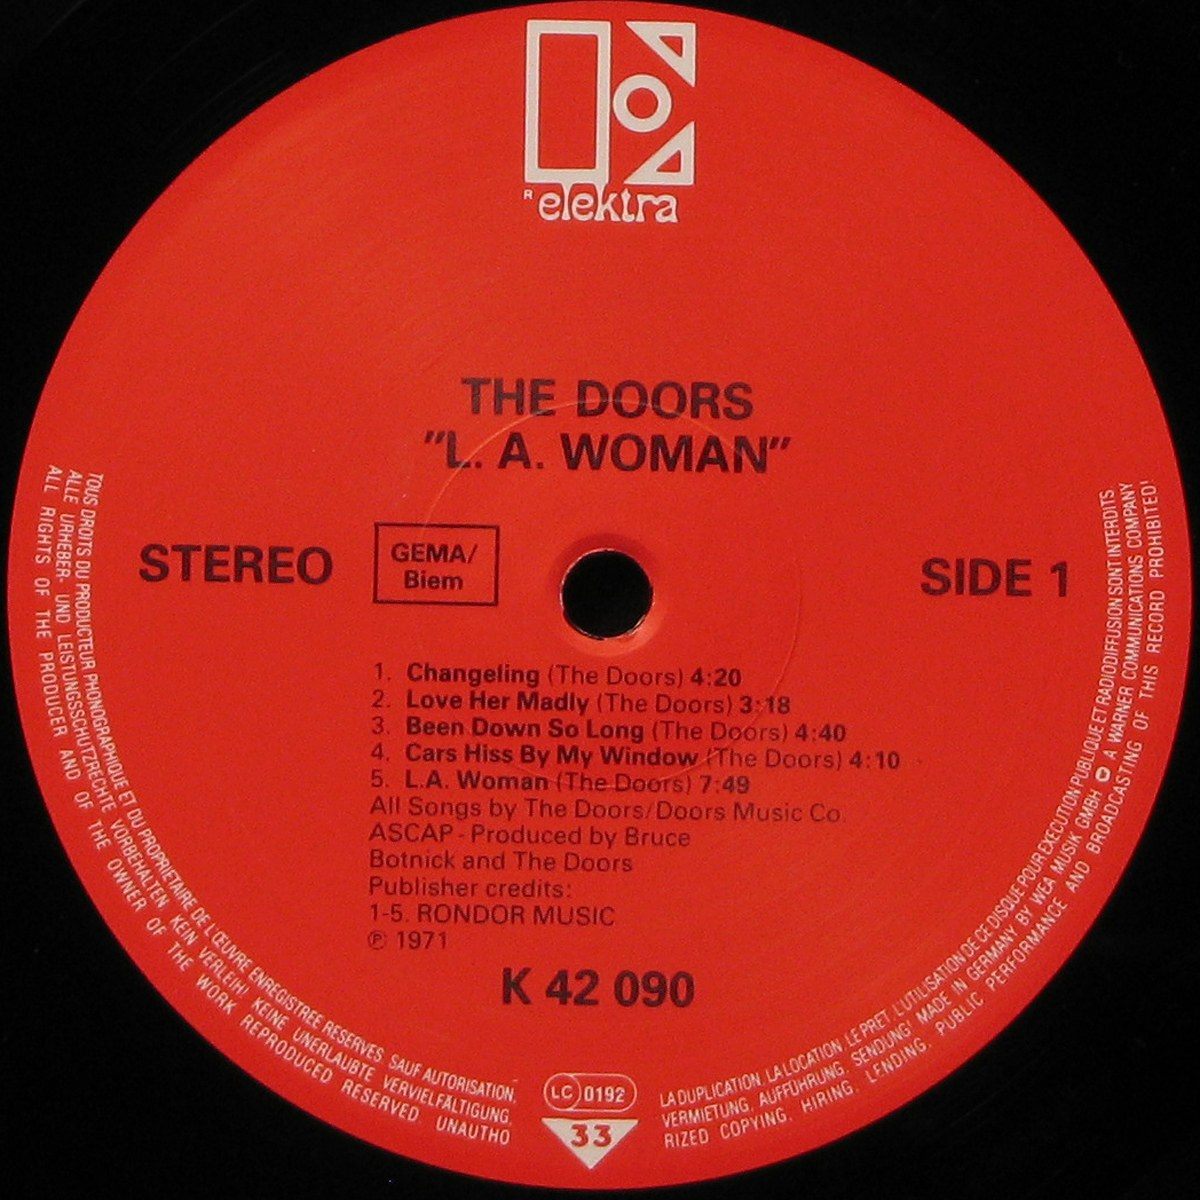 R elektra
THE DOORS
"L. A. WOMAN"
STEREO
GEMA/
Biem
SIDE 1
1. Changeling (The Doors) 4:20
2. Love Her Madly (The Doors) 3:18
3. Been Down So Long (The Doors) 4:40
4. Cars Hiss By My Window (The Doors) 4:10
5. L.A. Woman (The Doors) 7:49
All Songs by The Doors/Doors Music Co.
ASCAP - Produced by Bruce
Botnick and The Doors
Publisher credits:
1-5. RONDOR MUSIC
℗ 1971
K 42 090
LC 0192
33
TOUS DROITS DU PRODUCTEUR PHONOGRAPHIQUE ET DU PROPRIETAIRE DE L'ŒUVRE ENREGISTREE RESERVES SAUF AUTORISATION. LA DUPLICATION, LA LOCATION, LE PRET, L'UTILISATION DE CE DISQUE POUR EXECUTION PUBLIQUE ET RADIODIFFUSION SONT INTERDITS
ALLE URHEBER- UND LEISTUNGSSCHUTZRECHTE VORBEHALTEN KEIN VERLEIH! KEINE UNERLAUBTE VERVIELFÄLTIGUNG, VERMIETUNG, AUFFÜHRUNG, SENDUNG! MADE IN GERMANY BY WEA MUSIK GMBH A WARNER COMMUNICATIONS COMPANY
ALL RIGHTS OF THE PRODUCER AND OF THE OWNER OF THE WORK REPRODUCED RESERVED. UNAUTHO RIZED COPYING, HIRING, LENDING, PUBLIC PERFORMANCE AND BROADCASTING OF THIS RECORD PROHIBITED!